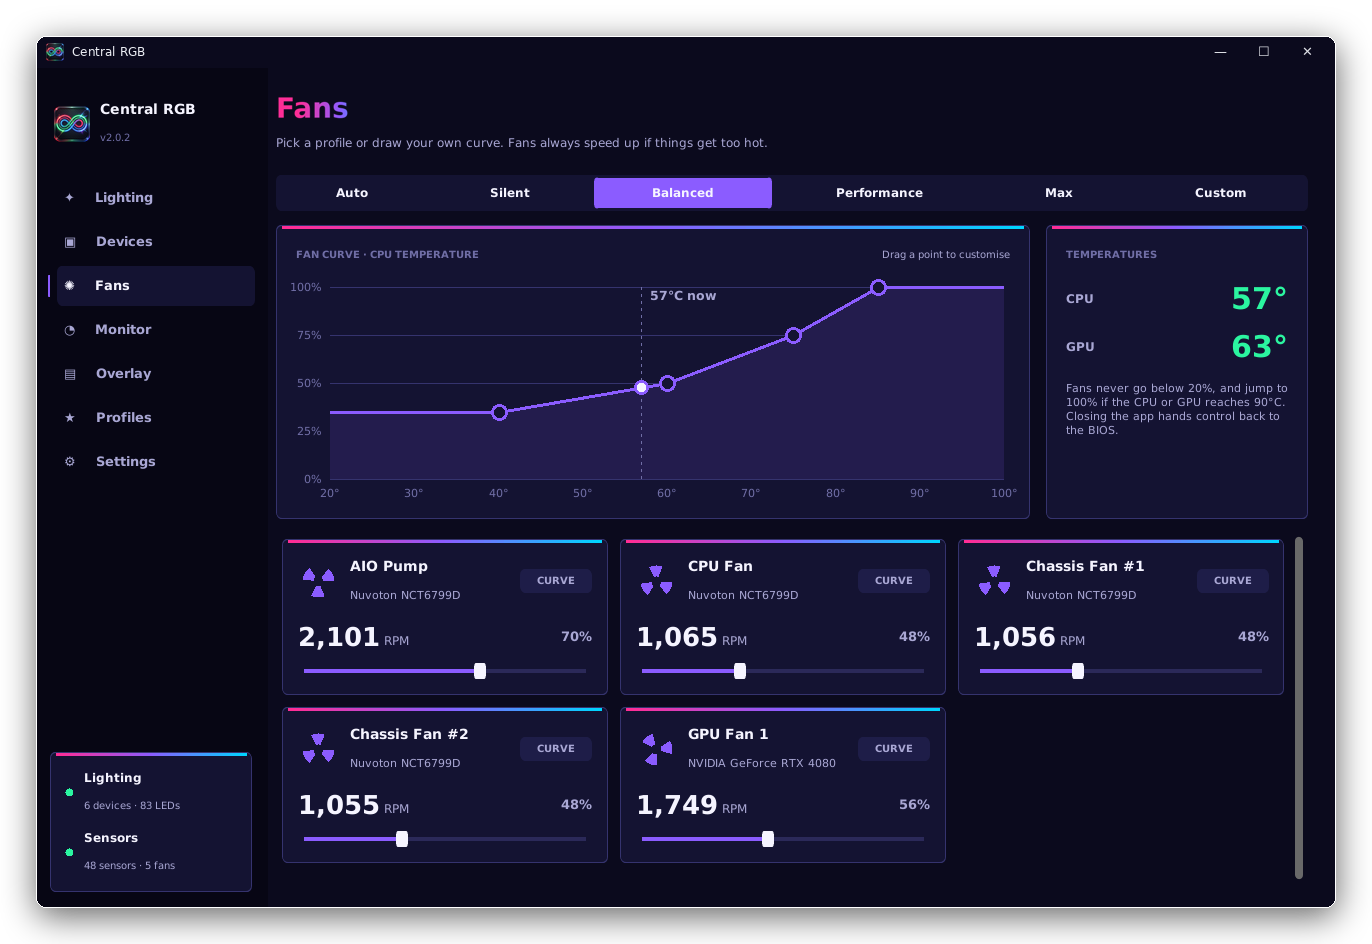 Central RGB
Central RGB
v2.0.2
Lighting
Devices
Fans
Monitor
Overlay
Profiles
Settings
Lighting
6 devices · 83 LEDs
Sensors
48 sensors · 5 fans
Fans
Pick a profile or draw your own curve. Fans always speed up if things get too hot.
Auto Silent Balanced Performance Max Custom
FAN CURVE · CPU TEMPERATURE Drag a point to customise
100%
57°C now
75%
50%
25%
0%
20° 30° 40° 50° 60° 70° 80° 90° 100°
TEMPERATURES
CPU 57°
GPU 63°
Fans never go below 20%, and jump to
100% if the CPU or GPU reaches 90°C.
Closing the app hands control back to
the BIOS.
AIO Pump
Nuvoton NCT6799D
CURVE
2,101 RPM 70%
CPU Fan
Nuvoton NCT6799D
CURVE
1,065 RPM 48%
Chassis Fan #1
Nuvoton NCT6799D
CURVE
1,056 RPM 48%
Chassis Fan #2
Nuvoton NCT6799D
CURVE
1,055 RPM 48%
GPU Fan 1
NVIDIA GeForce RTX 4080
CURVE
1,749 RPM 56%